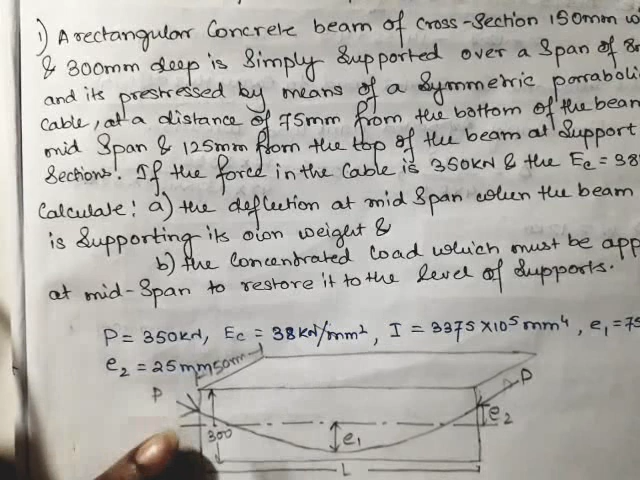 1) A rectangular Concrete beam of cross-section 150mm wi
& 300mm deep is Simply Supported over a Span of 8m
and its prestressed by means of a Symmetric parabolic
Cable, at a distance of 75mm from the bottom of the beam
mid Span & 125mm from the top of the beam at Support
Sections. If the force in the Cable is 350KN & the Ec = 38
Calculate: a) the deflection at mid Span when the beam
is Supporting its own weight &
b) the Concentrated load which must be app
at mid-Span to restore it to the level of Supports.
P = 350KN, Ec = 38KN/mm², I = 3375 × 10⁵ mm⁴, e₁ = 75
e₂ = 25mm
P
P
300
e₁
e₂
L